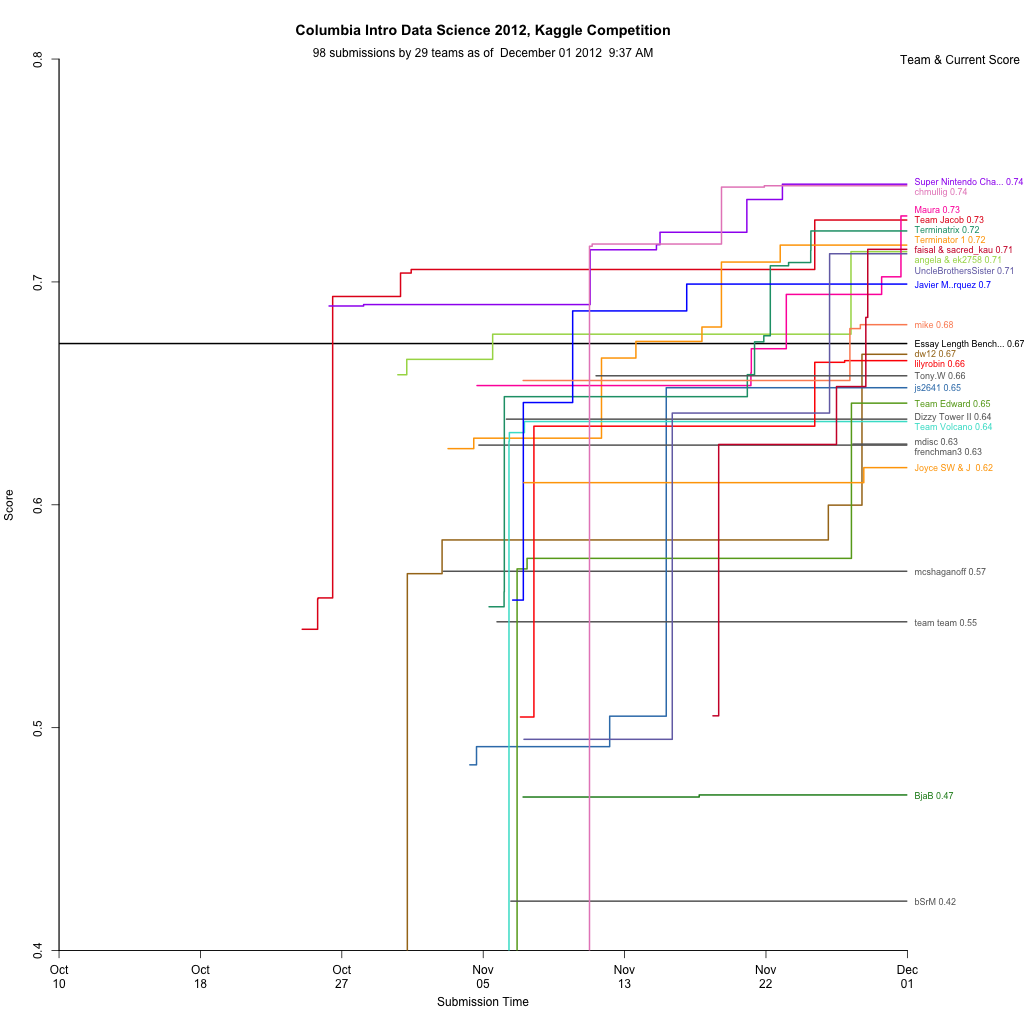 Columbia Intro Data Science 2012, Kaggle Competition
98 submissions by 29 teams as of  December 01 2012  9:37 AM
Team & Current Score
0.8
0.7
0.6
0.5
0.4
Score
Super Nintendo Cha... 0.74
chmullig 0.74
Maura 0.73
Team Jacob 0.73
Terminatrix 0.72
Terminator 1 0.72
faisal & sacred_kau 0.71
angela & ek2758 0.71
UncleBrothersSister 0.71
Javier M..rquez 0.7
mike 0.68
Essay Length Bench... 0.67
dw12 0.67
lilyrobin 0.66
Tony.W 0.66
js2641 0.65
Team Edward 0.65
Dizzy Tower II 0.64
Team Volcano 0.64
mdisc 0.63
frenchman3 0.63
Joyce SW & J  0.62
mcshaganoff 0.57
team team 0.55
BjaB 0.47
bSrM 0.42
Oct Oct Oct Nov Nov Nov Dec
10 18 27 05 13 22 01
Submission Time